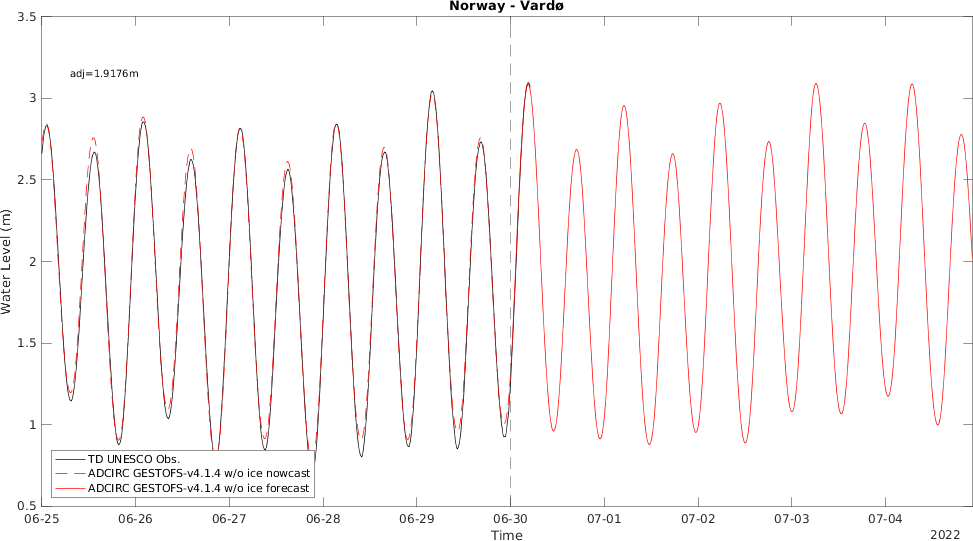 Norway - Vardø
3.5
3
2.5
2
1.5
1
0.5
Water Level (m)
adj=1.9176m
TD UNESCO Obs.
ADCIRC GESTOFS-v4.1.4 w/o ice nowcast
ADCIRC GESTOFS-v4.1.4 w/o ice forecast
06-25 06-26 06-27 06-28 06-29 06-30 07-01 07-02 07-03 07-04
Time
2022